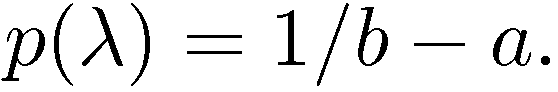 p(λ) = 1/b − a.